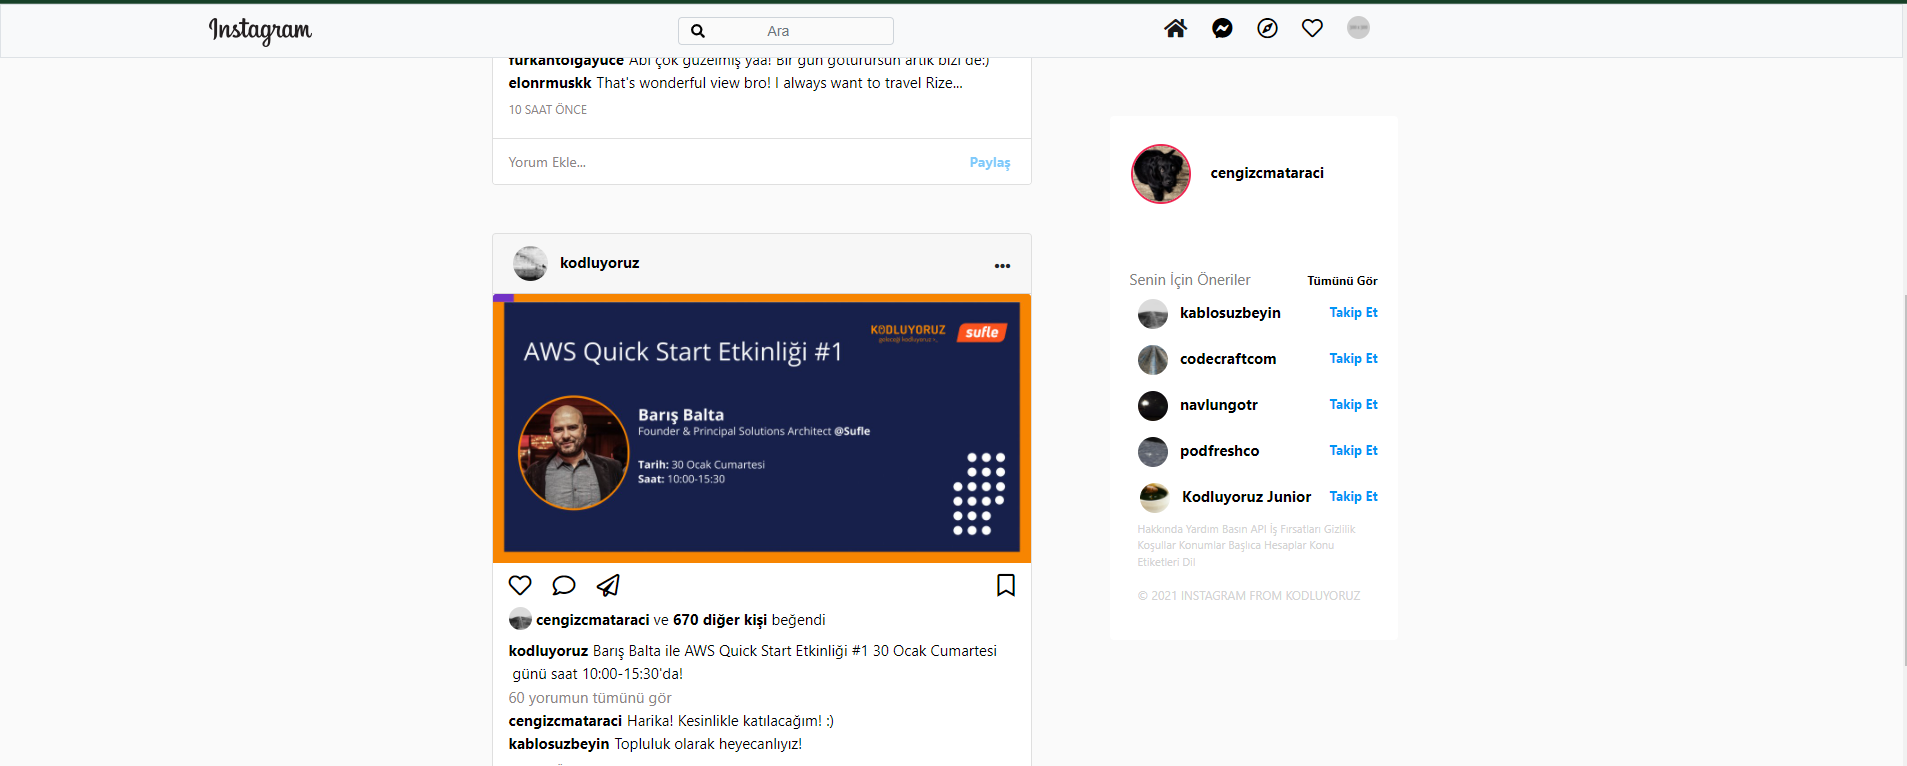 Instagram
Ara
furkantolgayuce Abi çok güzelmiş yaa! Bir gün götürürsün artık bizi de:)
elonrmuskk That's wonderful view bro! I always want to travel Rize...
10 SAAT ÖNCE
Yorum Ekle... Paylaş
kodluyoruz
KODLUYORUZ
geleceği kodluyoruz
sufle
AWS Quick Start Etkinliği #1
Barış Balta
Founder & Principal Solutions Architect @Sufle
Tarih: 30 Ocak Cumartesi
Saat: 10:00-15:30
cengizcmataraci ve 670 diğer kişi beğendi
kodluyoruz Barış Balta ile AWS Quick Start Etkinliği #1 30 Ocak Cumartesi
günü saat 10:00-15:30'da!
60 yorumun tümünü gör
cengizcmataraci Harika! Kesinlikle katılacağım! :)
kablosuzbeyin Topluluk olarak heyecanlıyız!
cengizcmataraci
Senin İçin Öneriler Tümünü Gör
kablosuzbeyin Takip Et
codecraftcom Takip Et
navlungotr Takip Et
podfreshco Takip Et
Kodluyoruz Junior Takip Et
Hakkında Yardım Basın API İş Fırsatları Gizlilik
Koşullar Konumlar Başlıca Hesaplar Konu
Etiketleri Dil
© 2021 INSTAGRAM FROM KODLUYORUZ